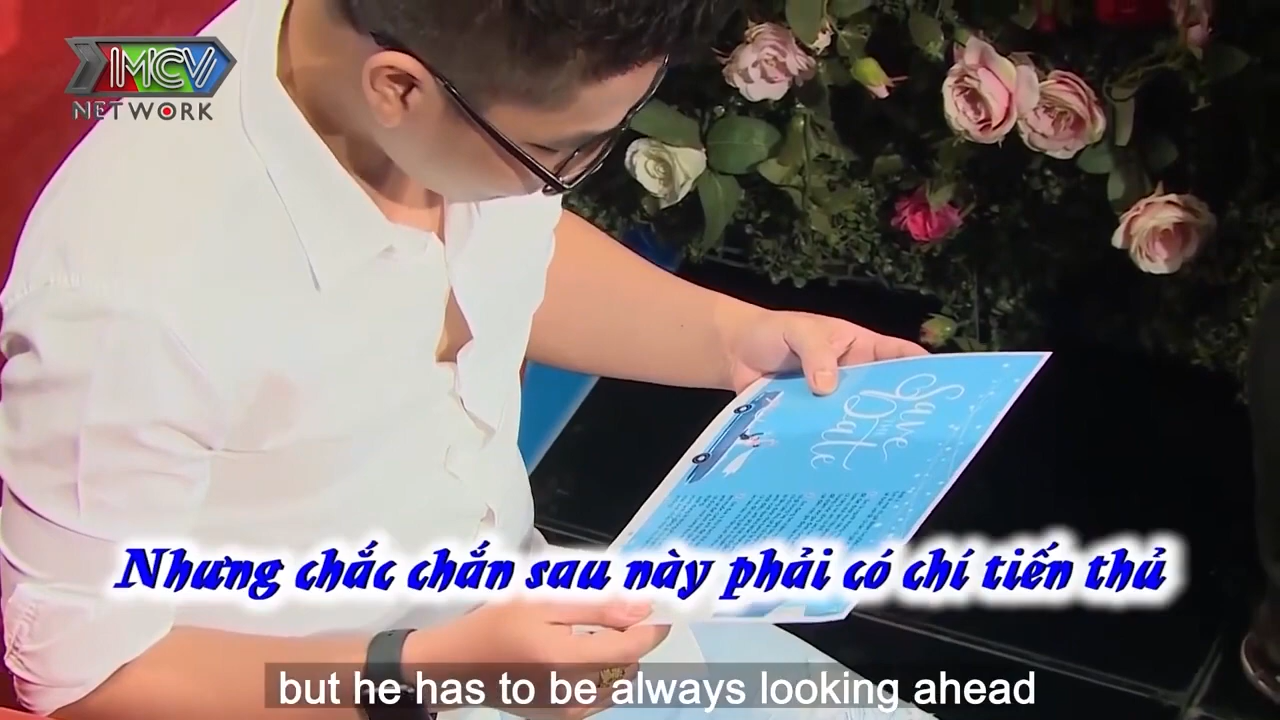 MCV
NETWORK
Save
the
Date
Nhưng chắc chắn sau này phải có chí tiến thủ
but he has to be always looking ahead